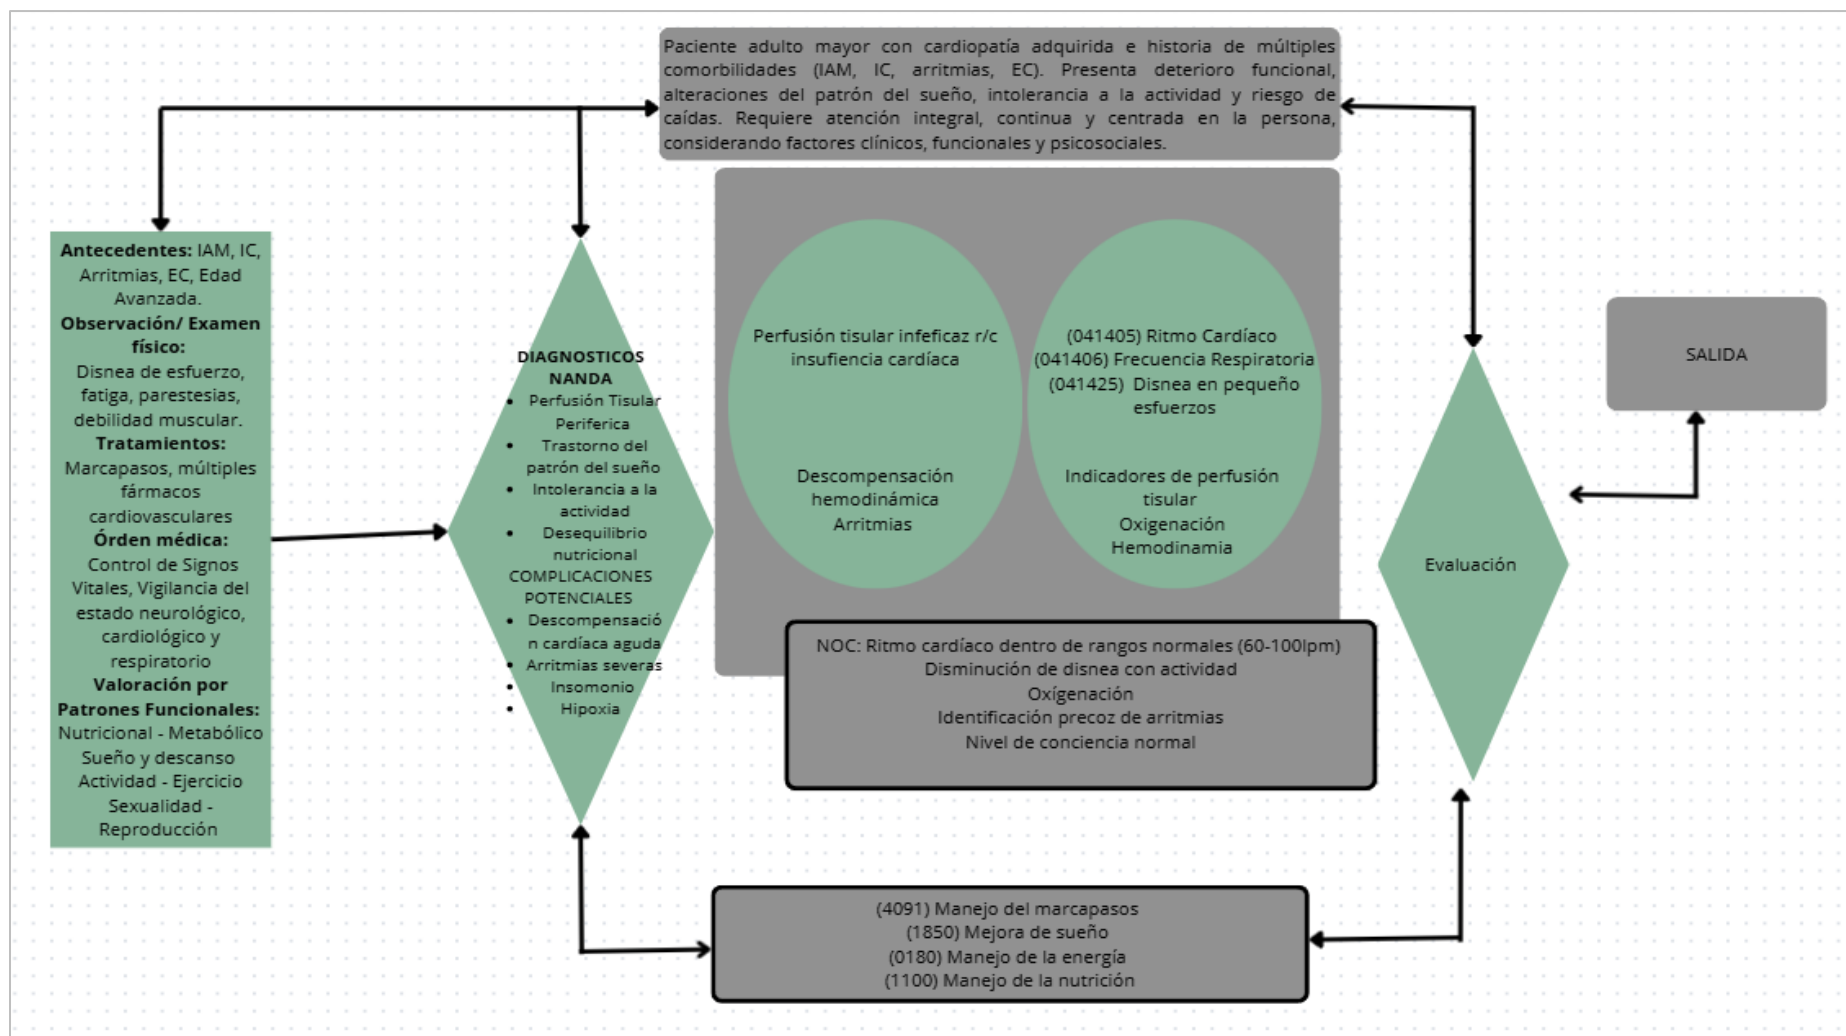 Paciente adulto mayor con cardiopatía adquirida e historia de múltiples
comorbilidades (IAM, IC, arritmias, EC). Presenta deterioro funcional,
alteraciones del patrón del sueño, intolerancia a la actividad y riesgo de
caídas. Requiere atención integral, continua y centrada en la persona,
considerando factores clínicos, funcionales y psicosociales.
Antecedentes: IAM, IC,
Arritmias, EC, Edad
Avanzada.
Observación/ Examen
físico:
Disnea de esfuerzo,
fatiga, parestesias,
debilidad muscular.
Tratamientos:
Marcapasos, múltiples
fármacos
cardiovasculares
Órden médica:
Control de Signos
Vitales, Vigilancia del
estado neurológico,
cardiológico y
respiratorio
Valoración por
Patrones Funcionales:
Nutricional - Metabólico
Sueño y descanso
Actividad - Ejercicio
Sexualidad -
Reproducción
DIAGNOSTICOS
NANDA
• Perfusión Tisular
Periferica
• Trastorno del
patrón del sueño
• Intolerancia a la
actividad
• Desequilibrio
nutricional
COMPLICACIONES
POTENCIALES
• Descompensació
n cardíaca aguda
• Arritmias severas
• Insomonio
• Hipoxia
Perfusión tisular infeficaz r/c
insufiencia cardíaca
Descompensación
hemodinámica
Arritmias
(041405) Ritmo Cardíaco
(041406) Frecuencia Respiratoria
(041425) Disnea en pequeño
esfuerzos
Indicadores de perfusión
tisular
Oxigenación
Hemodinamia
NOC: Ritmo cardíaco dentro de rangos normales (60-100lpm)
Disminución de disnea con actividad
Oxígenación
Identificación precoz de arritmias
Nivel de conciencia normal
(4091) Manejo del marcapasos
(1850) Mejora de sueño
(0180) Manejo de la energía
(1100) Manejo de la nutrición
Evaluación
SALIDA